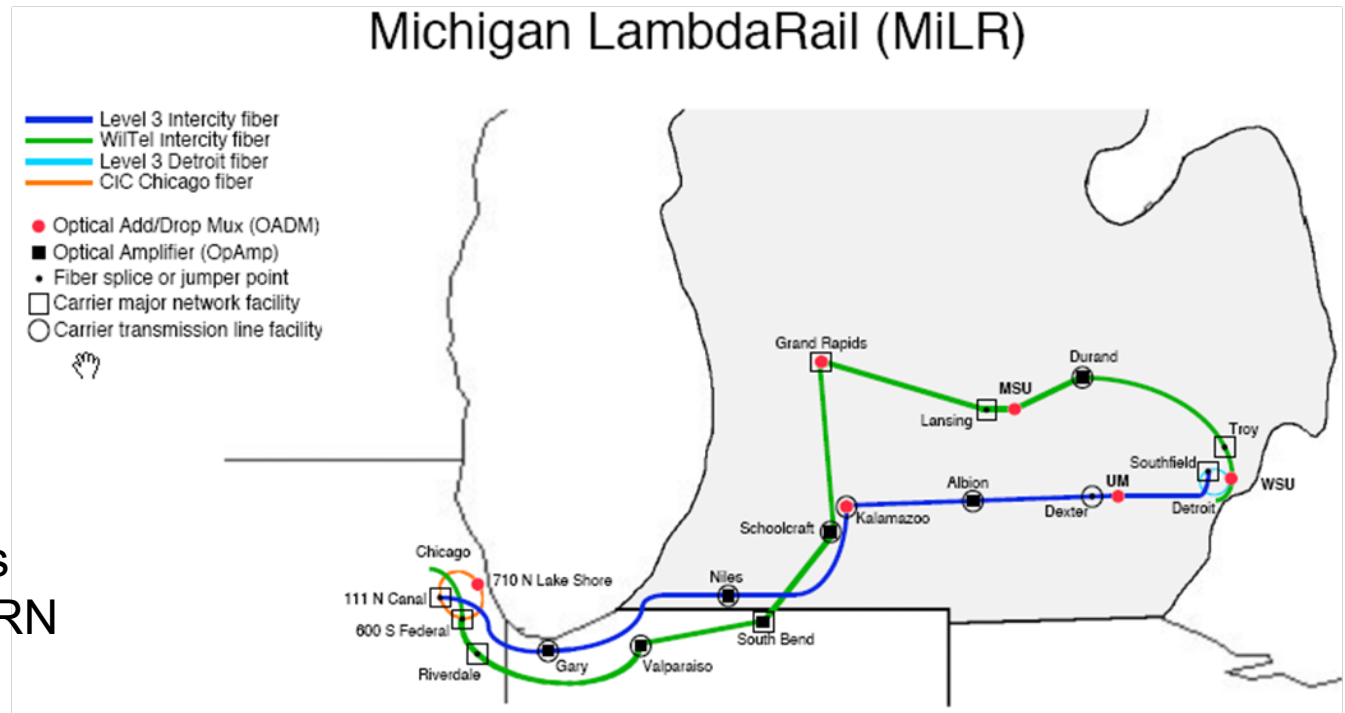 Michigan LambdaRail (MiLR)
Level 3 Intercity fiber
WilTel Intercity fiber
Level 3 Detroit fiber
CIC Chicago fiber
Optical Add/Drop Mux (OADM)
Optical Amplifier (OpAmp)
Fiber splice or jumper point
Carrier major network facility
Carrier transmission line facility
Grand Rapids
Durand
MSU
Lansing
Troy
Southfield
WSU
Albion
UM
Dexter
Detroit
Kalamazoo
Schoolcraft
Chicago
710 N Lake Shore
Niles
111 N Canal
600 S Federal
South Bend
Gary
Valparaiso
Riverdale
s
RN